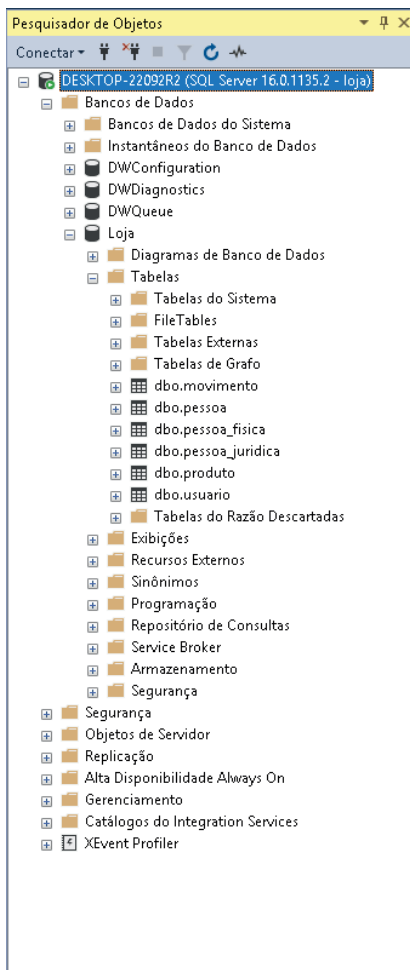 Pesquisador de Objetos
Conectar
DESKTOP-22092R2 (SQL Server 16.0.1135.2 - loja)
Bancos de Dados
Bancos de Dados do Sistema
Instantâneos do Banco de Dados
DWConfiguration
DWDiagnostics
DWQueue
Loja
Diagramas de Banco de Dados
Tabelas
Tabelas do Sistema
FileTables
Tabelas Externas
Tabelas de Grafo
dbo.movimento
dbo.pessoa
dbo.pessoa_fisica
dbo.pessoa_juridica
dbo.produto
dbo.usuario
Tabelas do Razão Descartadas
Exibições
Recursos Externos
Sinônimos
Programação
Repositório de Consultas
Service Broker
Armazenamento
Segurança
Segurança
Objetos de Servidor
Replicação
Alta Disponibilidade Always On
Gerenciamento
Catálogos do Integration Services
XEvent Profiler